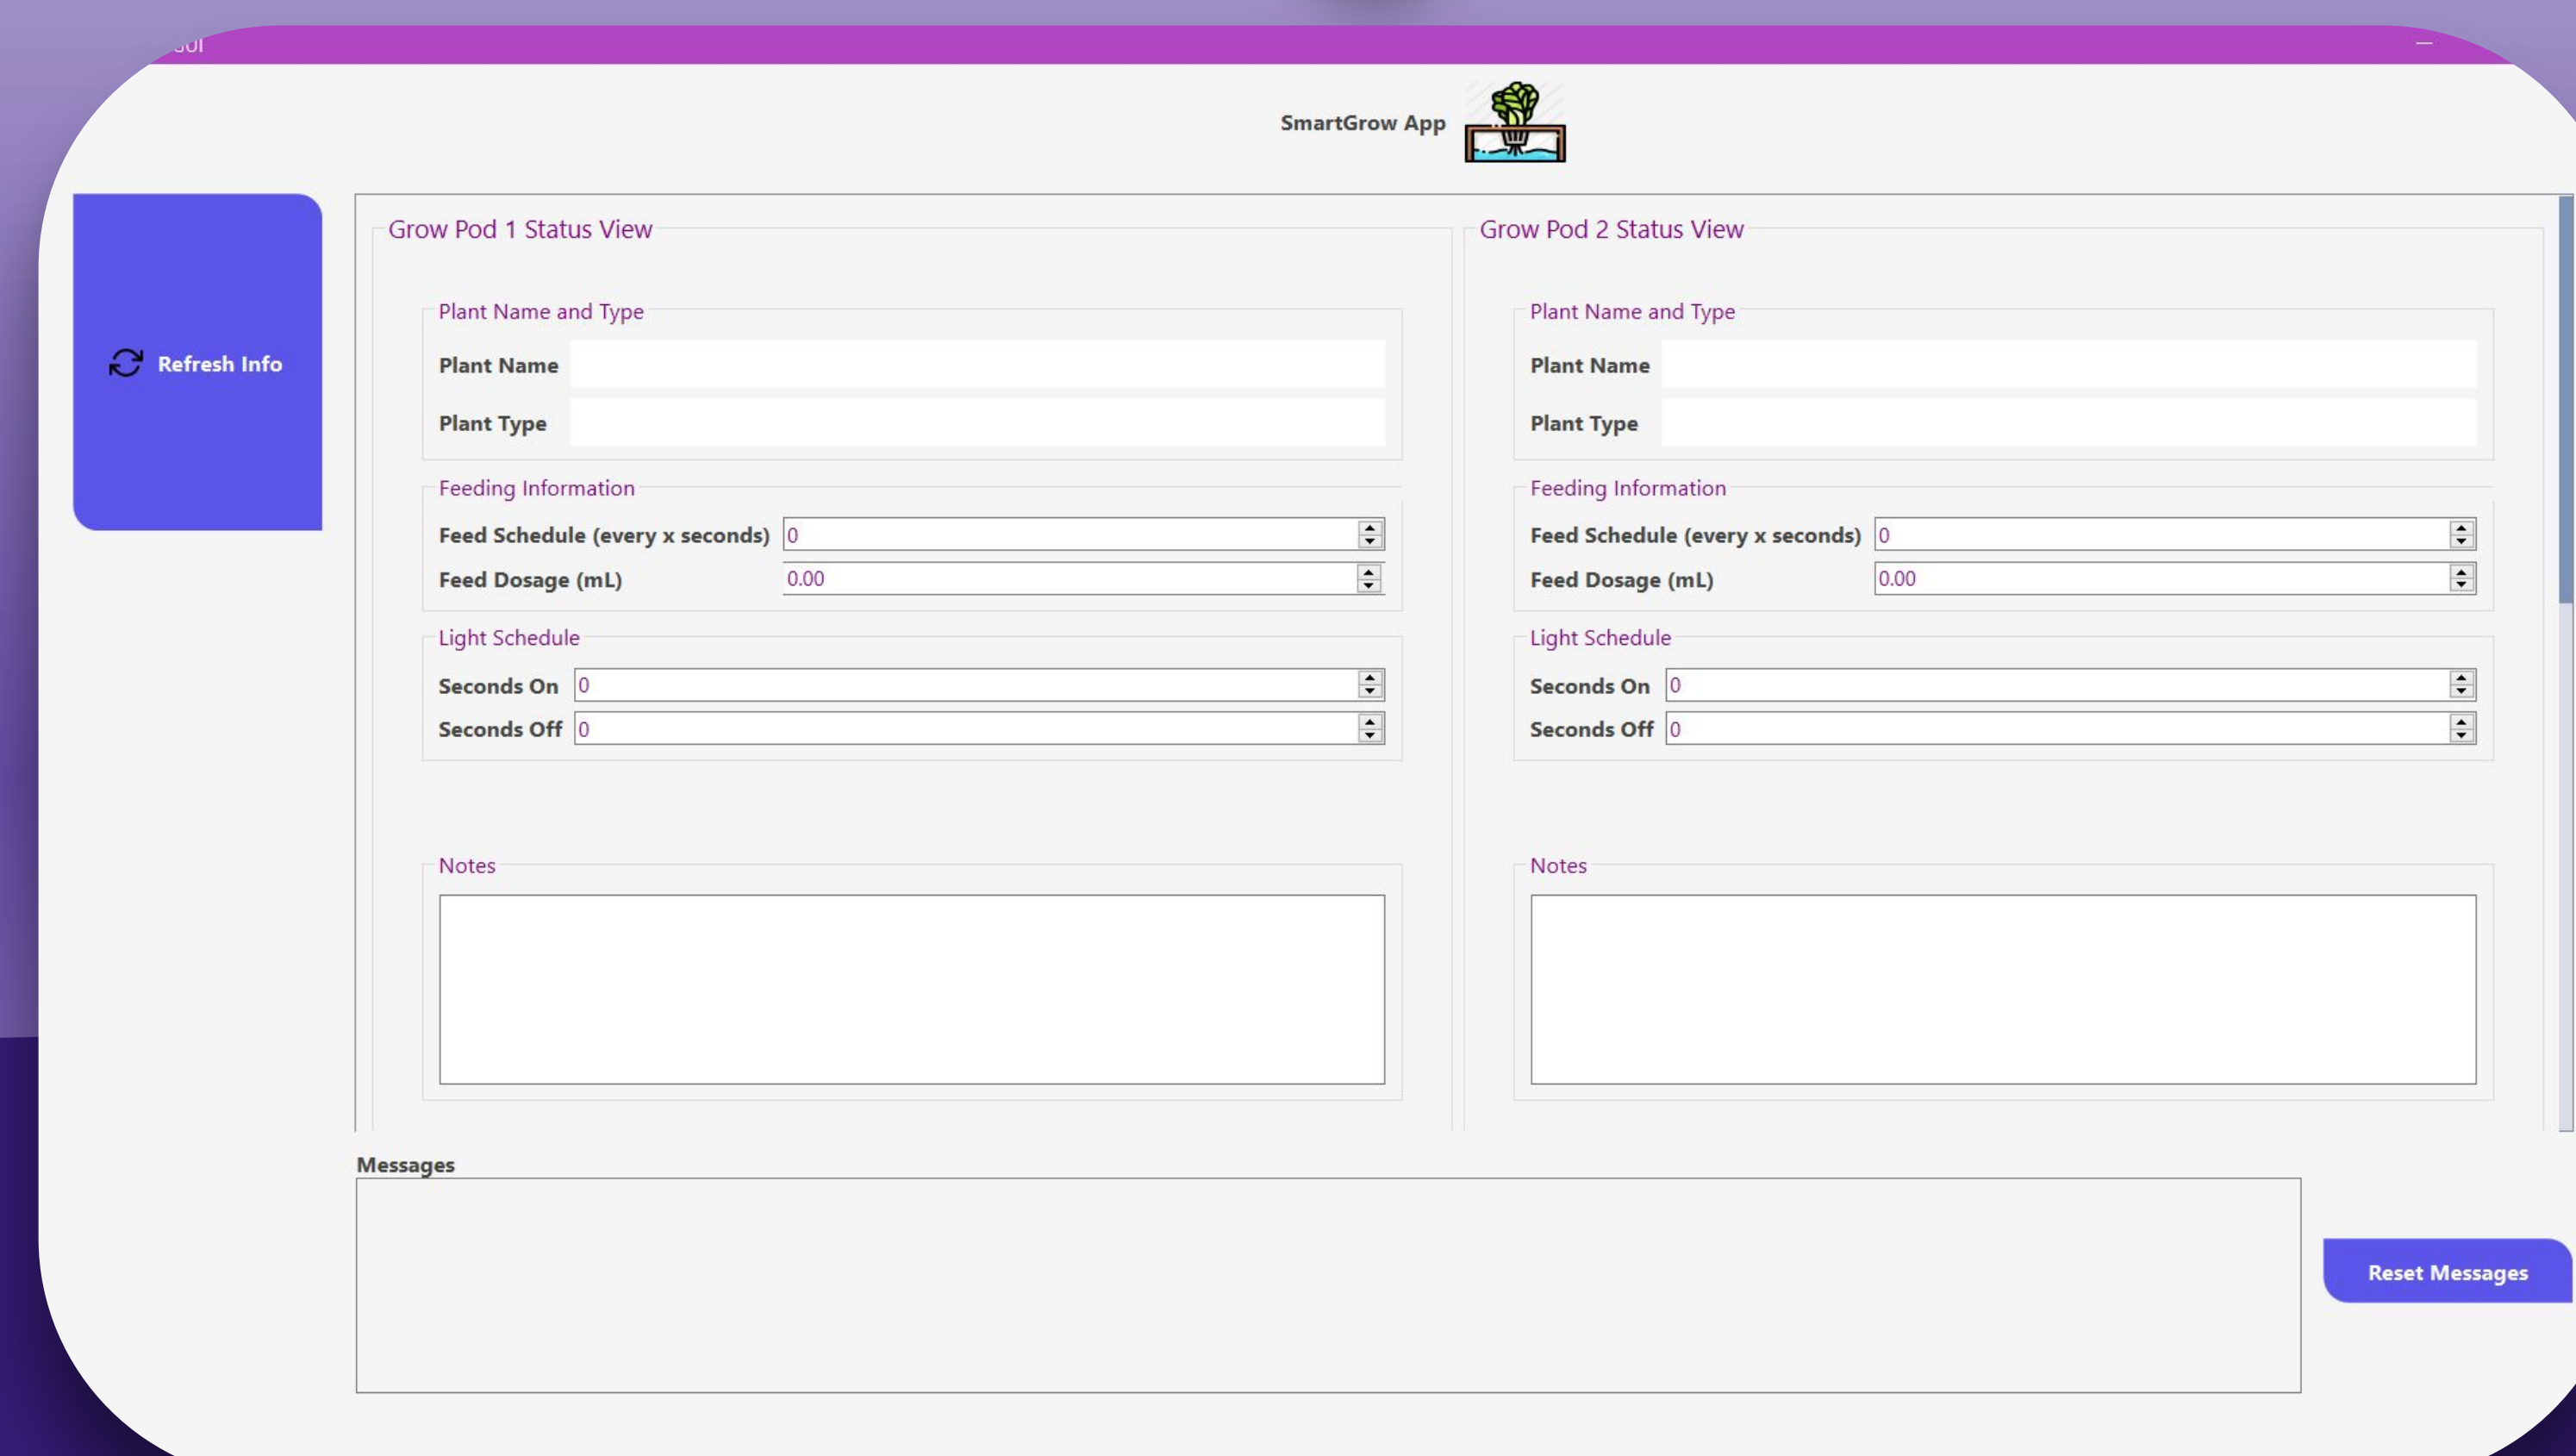 GUI
SmartGrow App
Refresh Info
Grow Pod 1 Status View
Plant Name and Type
Plant Name
Plant Type
Feeding Information
Feed Schedule (every x seconds) 0
Feed Dosage (mL) 0.00
Light Schedule
Seconds On 0
Seconds Off 0
Notes
Grow Pod 2 Status View
Plant Name and Type
Plant Name
Plant Type
Feeding Information
Feed Schedule (every x seconds) 0
Feed Dosage (mL) 0.00
Light Schedule
Seconds On 0
Seconds Off 0
Notes
Messages
Reset Messages